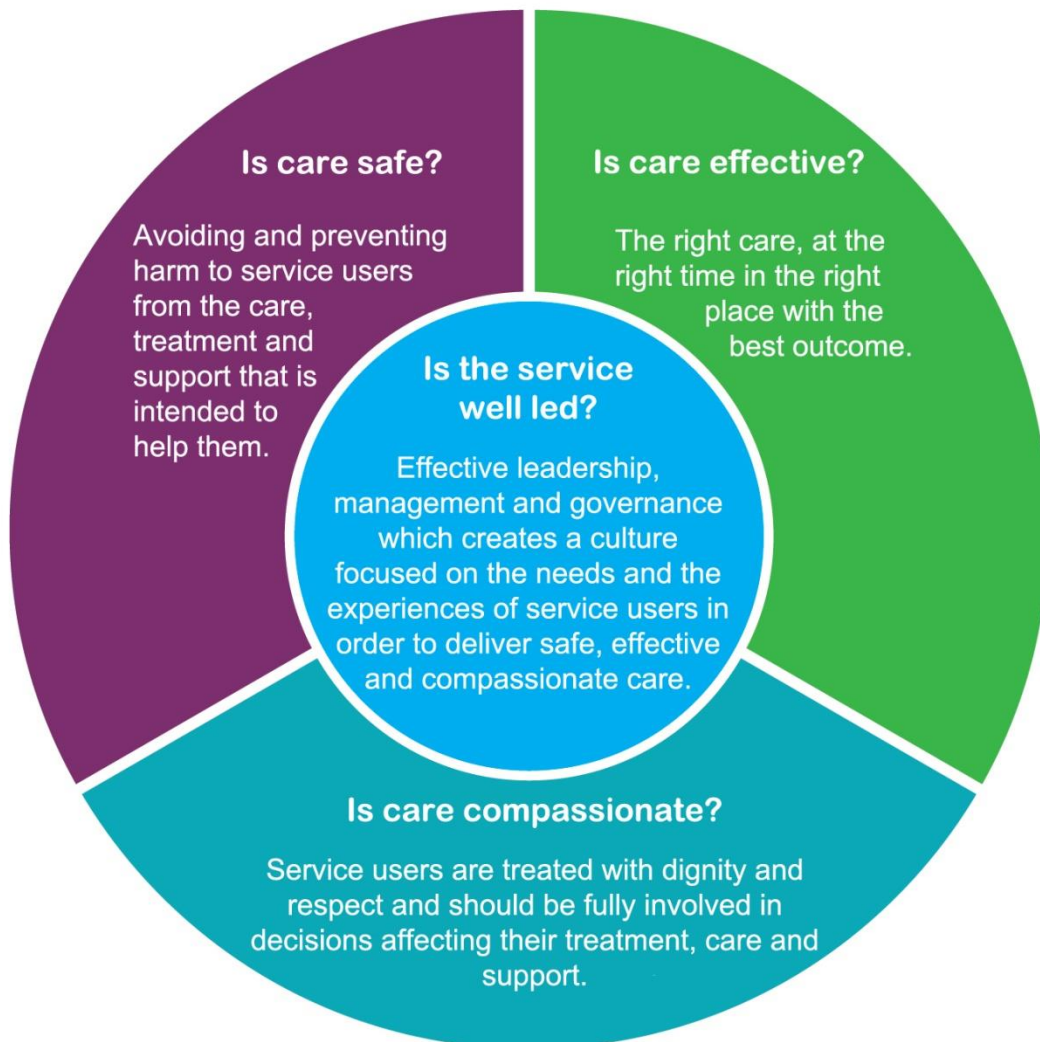 Is care safe?
Avoiding and preventing
harm to service users
from the care,
treatment and
support that is
intended to
help them.
Is care effective?
The right care, at the
right time in the right
place with the
best outcome.
Is the service
well led?
Effective leadership,
management and governance
which creates a culture
focused on the needs and the
experiences of service users in
order to deliver safe, effective
and compassionate care.
Is care compassionate?
Service users are treated with dignity and
respect and should be fully involved in
decisions affecting their treatment, care and
support.